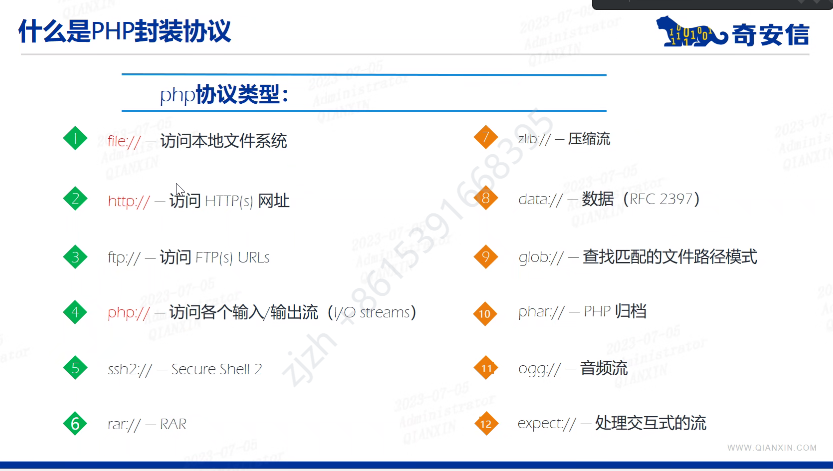 什么是PHP封装协议
奇安信
php协议类型：
1 file:// — 访问本地文件系统
2 http:// — 访问 HTTP(s) 网址
3 ftp:// — 访问 FTP(s) URLs
4 php:// — 访问各个输入/输出流（I/O streams）
5 ssh2:// — Secure Shell 2
6 rar:// — RAR
7 zlib:// — 压缩流
8 data:// — 数据（RFC 2397）
9 glob:// — 查找匹配的文件路径模式
10 phar:// — PHP 归档
11 ogg:// — 音频流
12 expect:// — 处理交互式的流
zjzh +8615391668395
2023-07-05
Administrator
QIANXIN
WWW.QIANXIN.COM